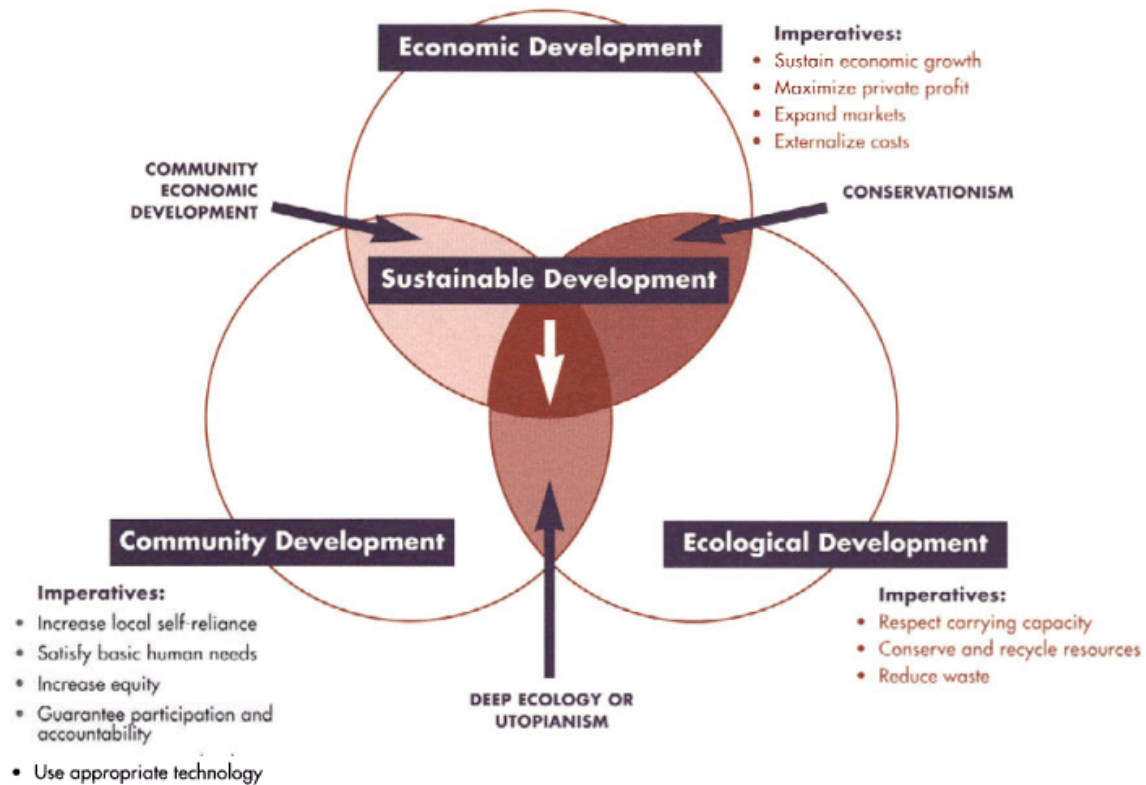 Economic Development
Imperatives:
• Sustain economic growth
• Maximize private profit
• Expand markets
• Externalize costs
COMMUNITY
ECONOMIC
DEVELOPMENT
CONSERVATIONISM
Sustainable Development
Community Development
Imperatives:
• Increase local self-reliance
• Satisfy basic human needs
• Increase equity
• Guarantee participation and
accountability
• Use appropriate technology
Ecological Development
Imperatives:
• Respect carrying capacity
• Conserve and recycle resources
• Reduce waste
DEEP ECOLOGY OR
UTOPIANISM